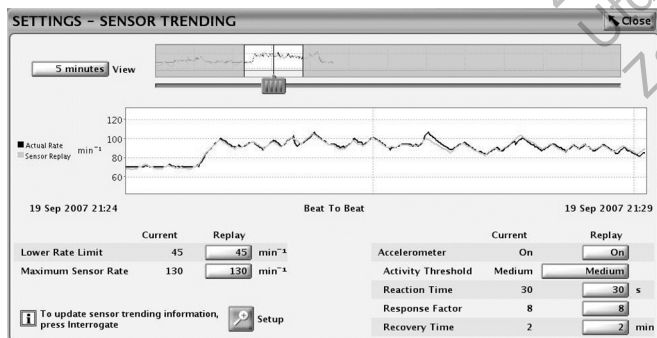 SETTINGS - SENSOR TRENDING
Close
5 minutes View
120
100
80
60
Actual Rate
Sensor Replay
min⁻¹
19 Sep 2007 21:24
Beat To Beat
19 Sep 2007 21:29
Current Replay
Lower Rate Limit 45 45 min⁻¹
Maximum Sensor Rate 130 130 min⁻¹
To update sensor trending information,
press Interrogate
Setup
Current Replay
Accelerometer On On
Activity Threshold Medium Medium
Reaction Time 30 30 s
Response Factor 8 8
Recovery Time 2 2 min